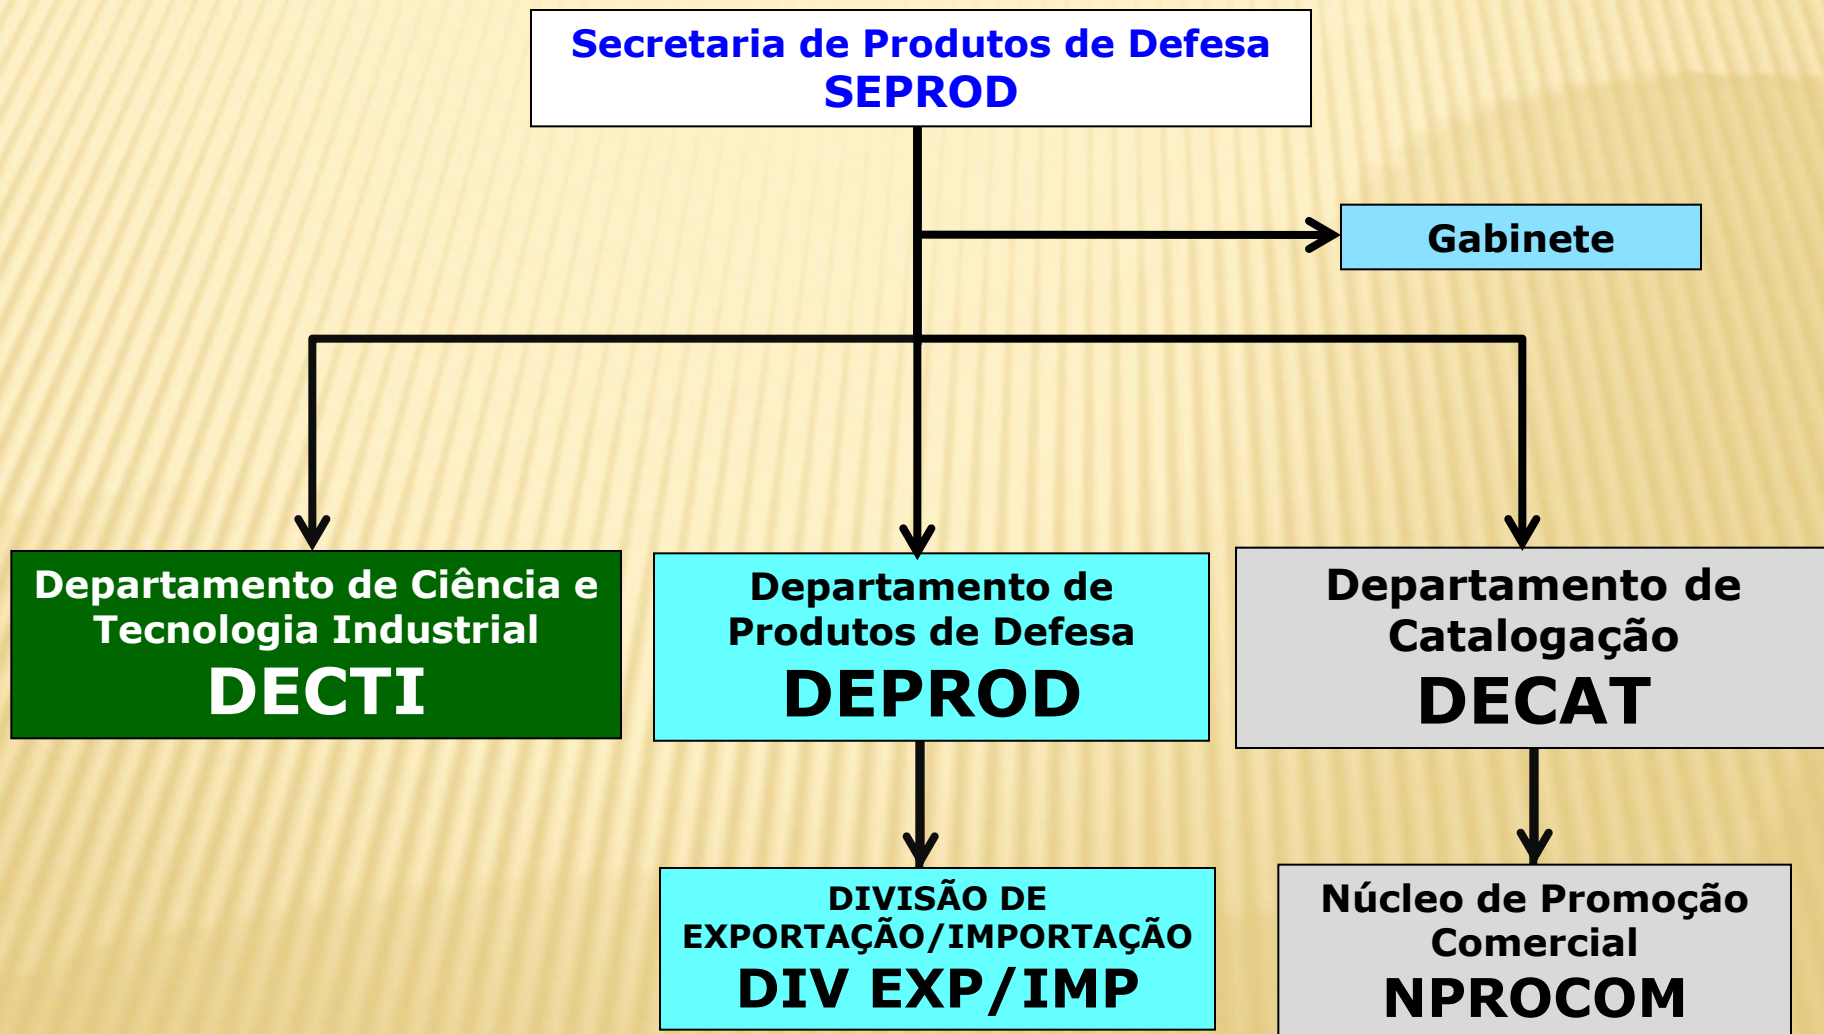 Secretaria de Produtos de Defesa
SEPROD
Gabinete
Departamento de Ciência e
Tecnologia Industrial
DECTI
Departamento de
Produtos de Defesa
DEPROD
Departamento de
Catalogação
DECAT
DIVISÃO DE
EXPORTAÇÃO/IMPORTAÇÃO
DIV EXP/IMP
Núcleo de Promoção
Comercial
NPROCOM